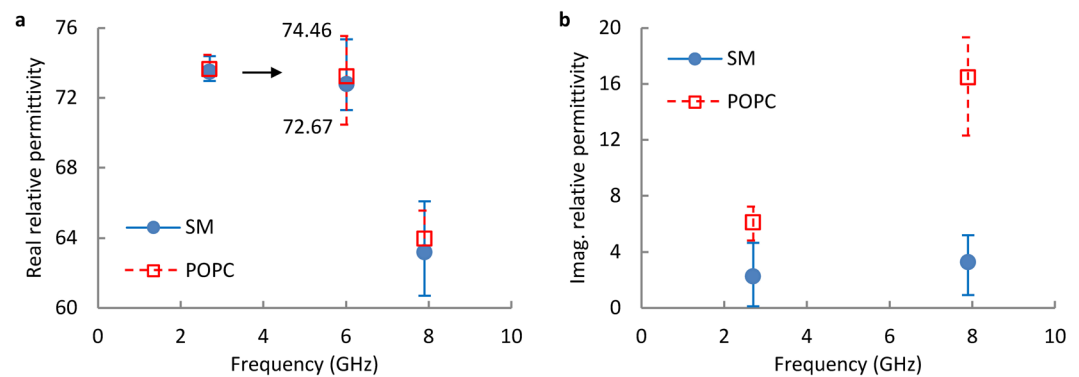 a
76
72
68
64
60
Real relative permittivity
74.46
72.67
SM
POPC
0 2 4 6 8 10
Frequency (GHz)
b
20
16
12
8
4
0
Imag. relative permittivity
SM
POPC
0 2 4 6 8 10
Frequency (GHz)